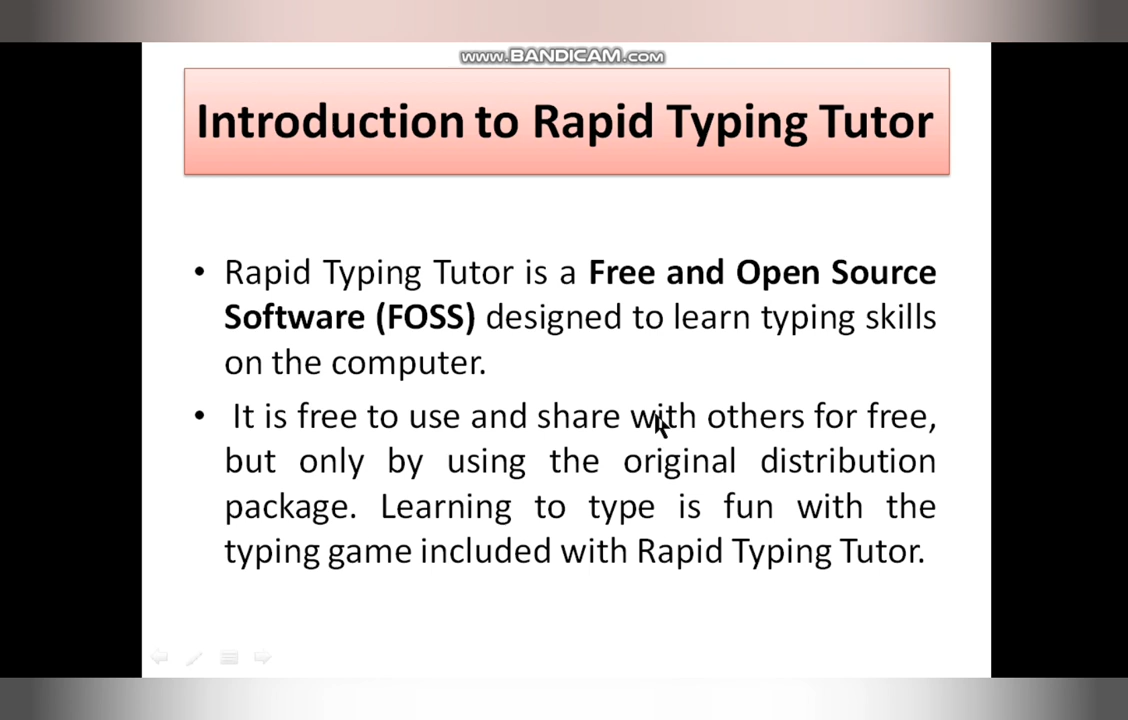 www.BANDICAM.com
Introduction to Rapid Typing Tutor
• Rapid Typing Tutor is a Free and Open Source
Software (FOSS) designed to learn typing skills
on the computer.
• It is free to use and share with others for free,
but only by using the original distribution
package. Learning to type is fun with the
typing game included with Rapid Typing Tutor.